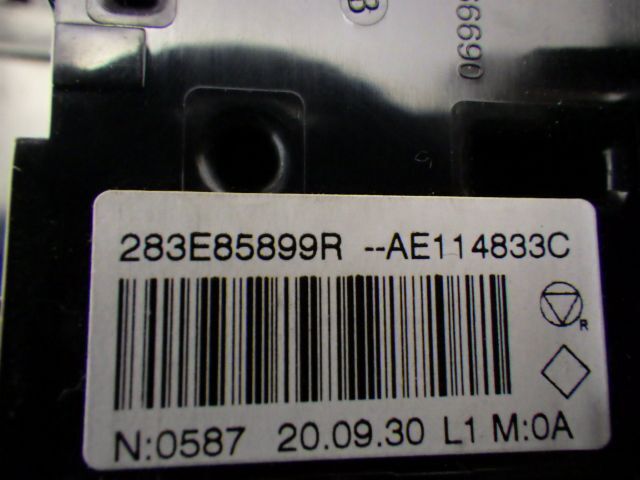 B
283E85899R --AE114833C
R
N:0587 20.09.30 L1 M:0A